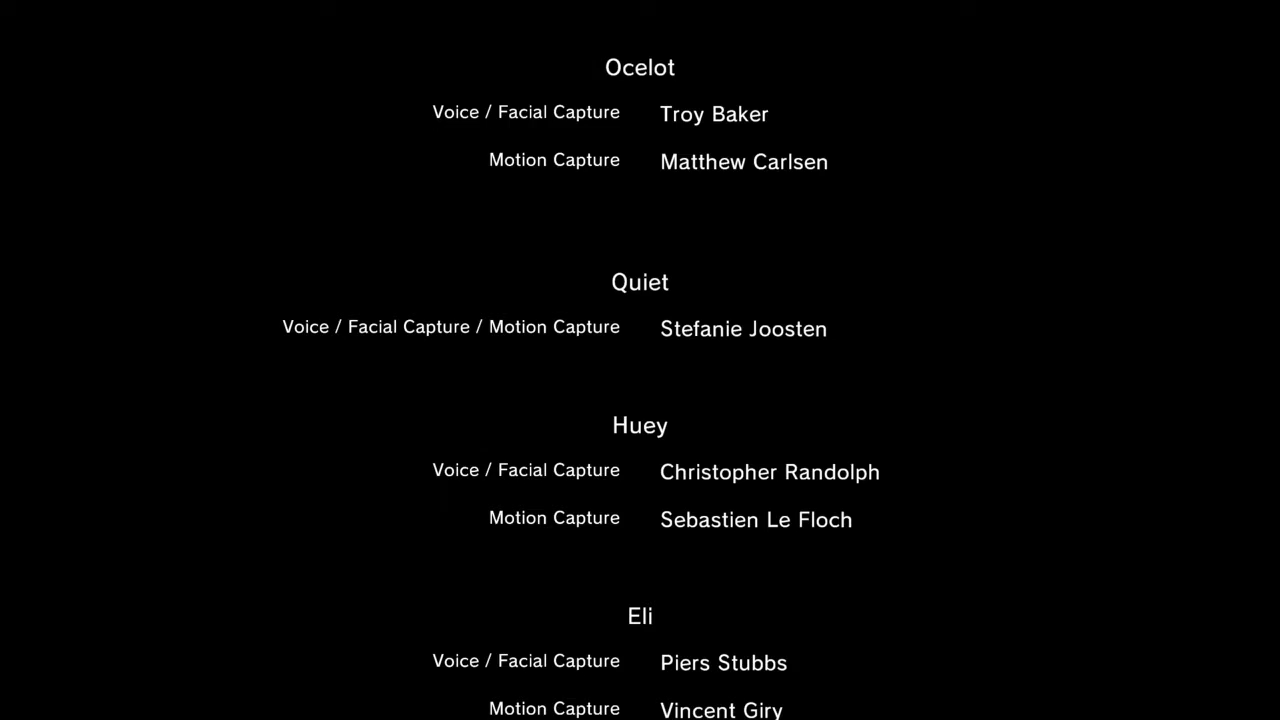 Ocelot
Voice / Facial Capture Troy Baker
Motion Capture Matthew Carlsen
Quiet
Voice / Facial Capture / Motion Capture Stefanie Joosten
Huey
Voice / Facial Capture Christopher Randolph
Motion Capture Sebastien Le Floch
Eli
Voice / Facial Capture Piers Stubbs
Motion Capture Vincent Giry